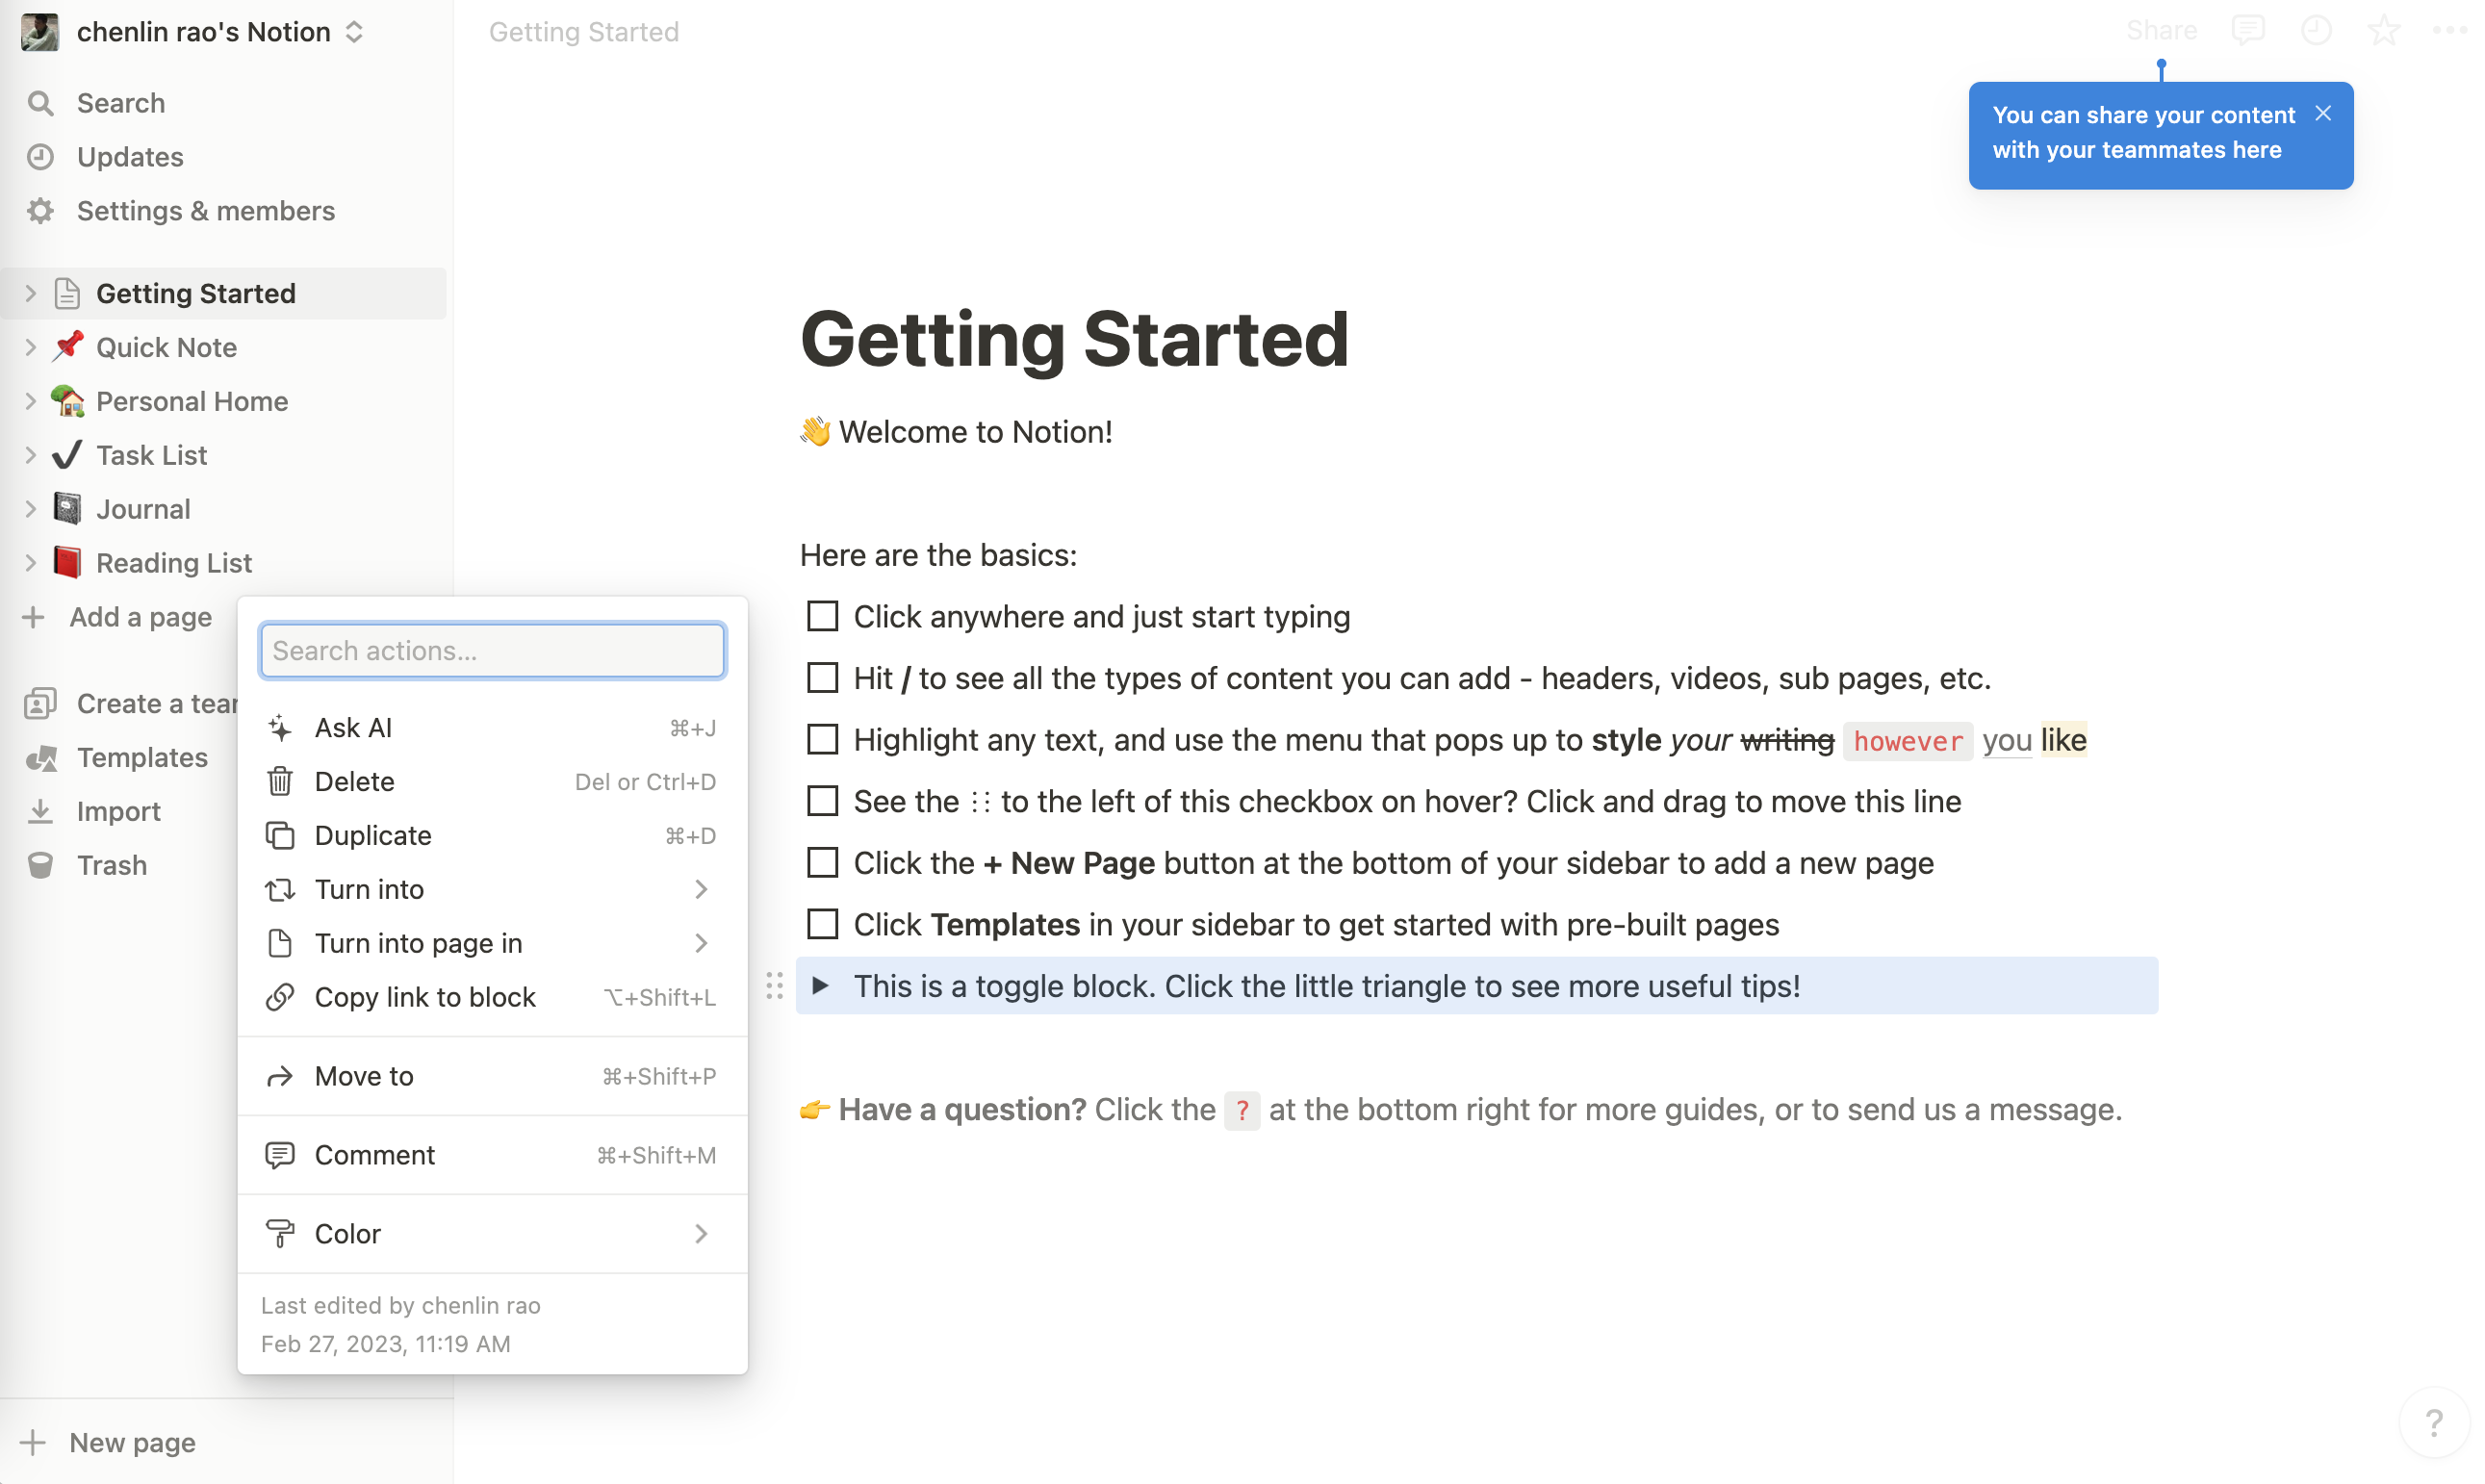 chenlin rao's Notion
Search
Updates
Settings & members
Getting Started
Quick Note
Personal Home
Task List
Journal
Reading List
Add a page
Templates
Import
Trash
New page
Search actions...
Ask AI ⌘+J
Delete Del or Ctrl+D
Duplicate ⌘+D
Turn into
Turn into page in
Copy link to block ⌥+Shift+L
Move to ⌘+Shift+P
Comment ⌘+Shift+M
Color
Last edited by chenlin rao
Feb 27, 2023, 11:19 AM
Getting Started
Share
You can share your content
with your teammates here
Getting Started
👋 Welcome to Notion!
Here are the basics:
Click anywhere and just start typing
Hit / to see all the types of content you can add - headers, videos, sub pages, etc.
Highlight any text, and use the menu that pops up to style your writing however you like
See the ⋮⋮ to the left of this checkbox on hover? Click and drag to move this line
Click the + New Page button at the bottom of your sidebar to add a new page
Click Templates in your sidebar to get started with pre-built pages
This is a toggle block. Click the little triangle to see more useful tips!
👉 Have a question? Click the ? at the bottom right for more guides, or to send us a message.
?
Create a